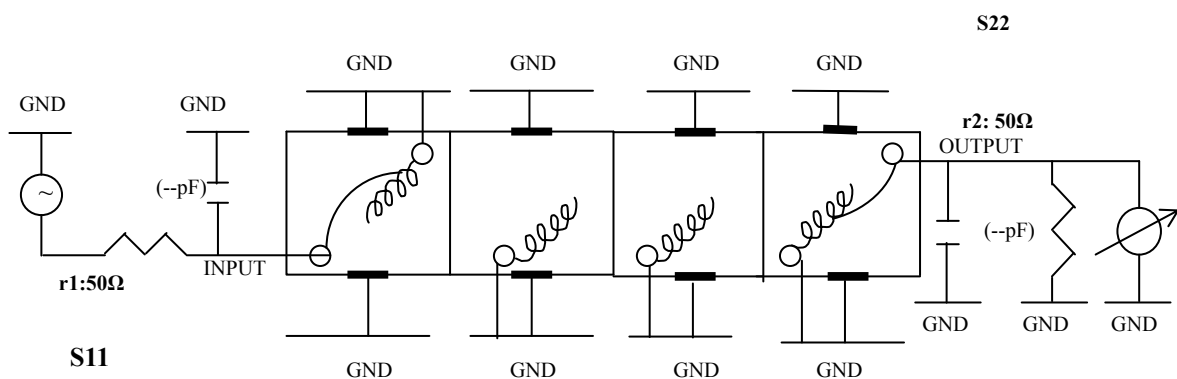 S22
GND
GND
GND
GND
GND
GND
r2: 50Ω
OUTPUT
~
(--pF)
(--pF)
INPUT
r1:50Ω
GND
GND
GND
S11
GND
GND
GND
GND